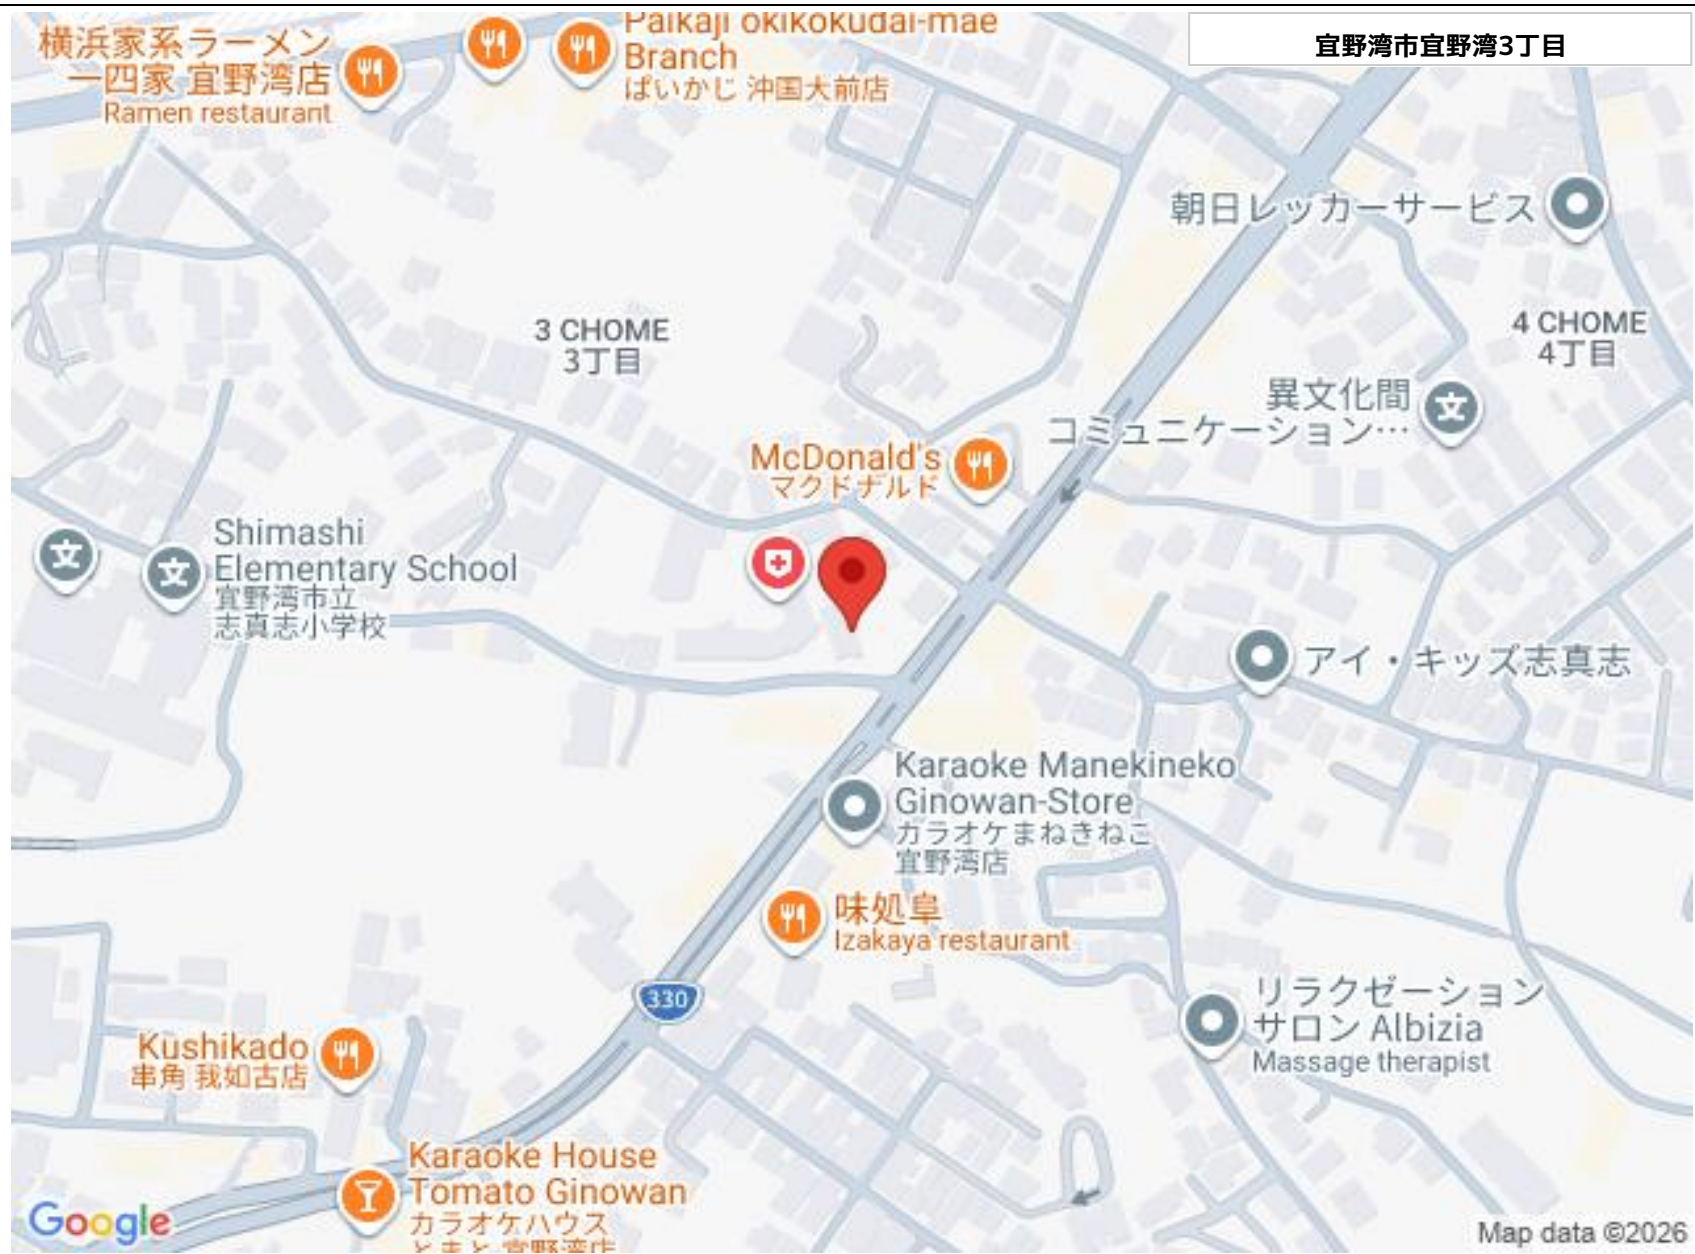 Paikaji okikokudai-mae
Branch
ぱいかじ 沖国大前店
宜野湾市宜野湾3丁目
横浜家系ラーメン
一四家 宜野湾店
Ramen restaurant
朝日レッカーサービス
3 CHOME
3丁目
4 CHOME
4丁目
異文化間
コミュニケーション…
McDonald's
マクドナルド
Shimashi
Elementary School
宜野湾市立
志真志小学校
アイ・キッズ志真志
Karaoke Manekineko
Ginowan-Store
カラオケまねきねこ
宜野湾店
味処阜
Izakaya restaurant
330
リラクゼーション
サロン Albizia
Massage therapist
Kushikado
串角 我如古店
Karaoke House
Tomato Ginowan
カラオケハウス
とまと 宜野湾店
Google
Map data ©2026